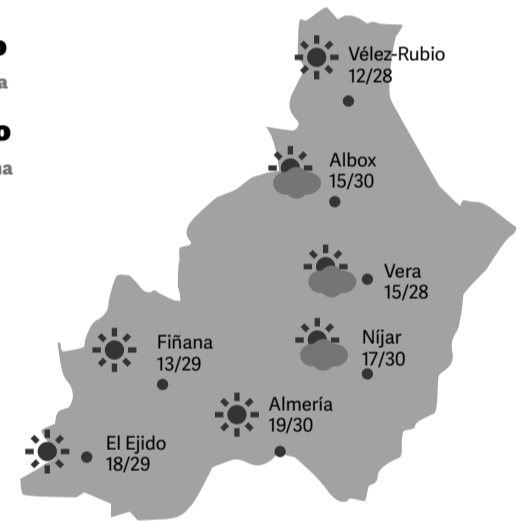 o
a
o
na
Vélez-Rubio
12/28
Albox
15/30
Vera
15/28
Níjar
17/30
Fiñana
13/29
Almería
19/30
El Ejido
18/29